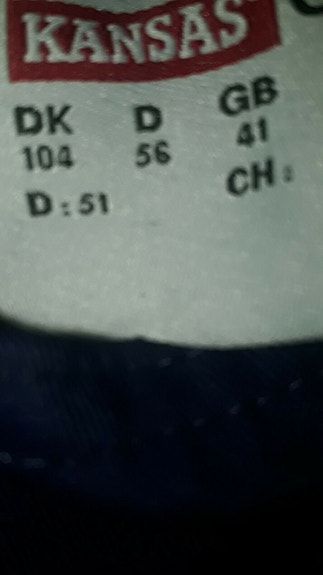 KANSAS
DK D GB
104 56 41
D : 51 CH :